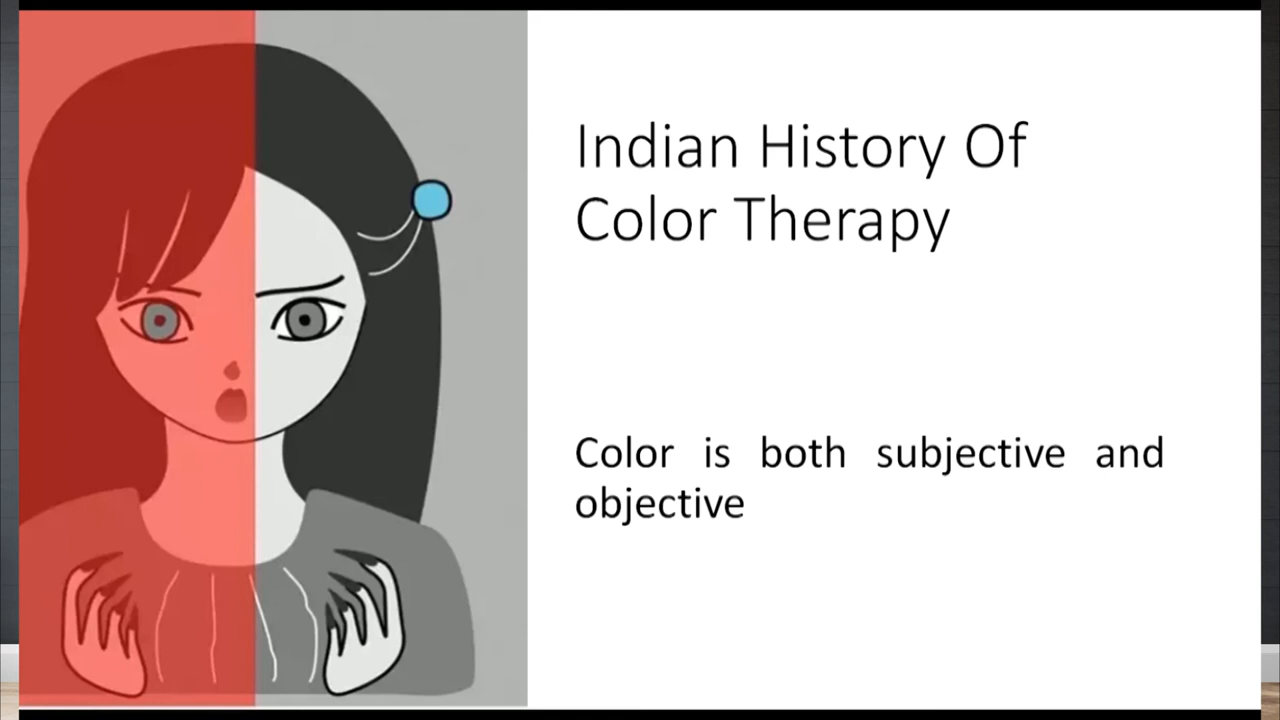 Indian History Of
Color Therapy
Color is both subjective and
objective